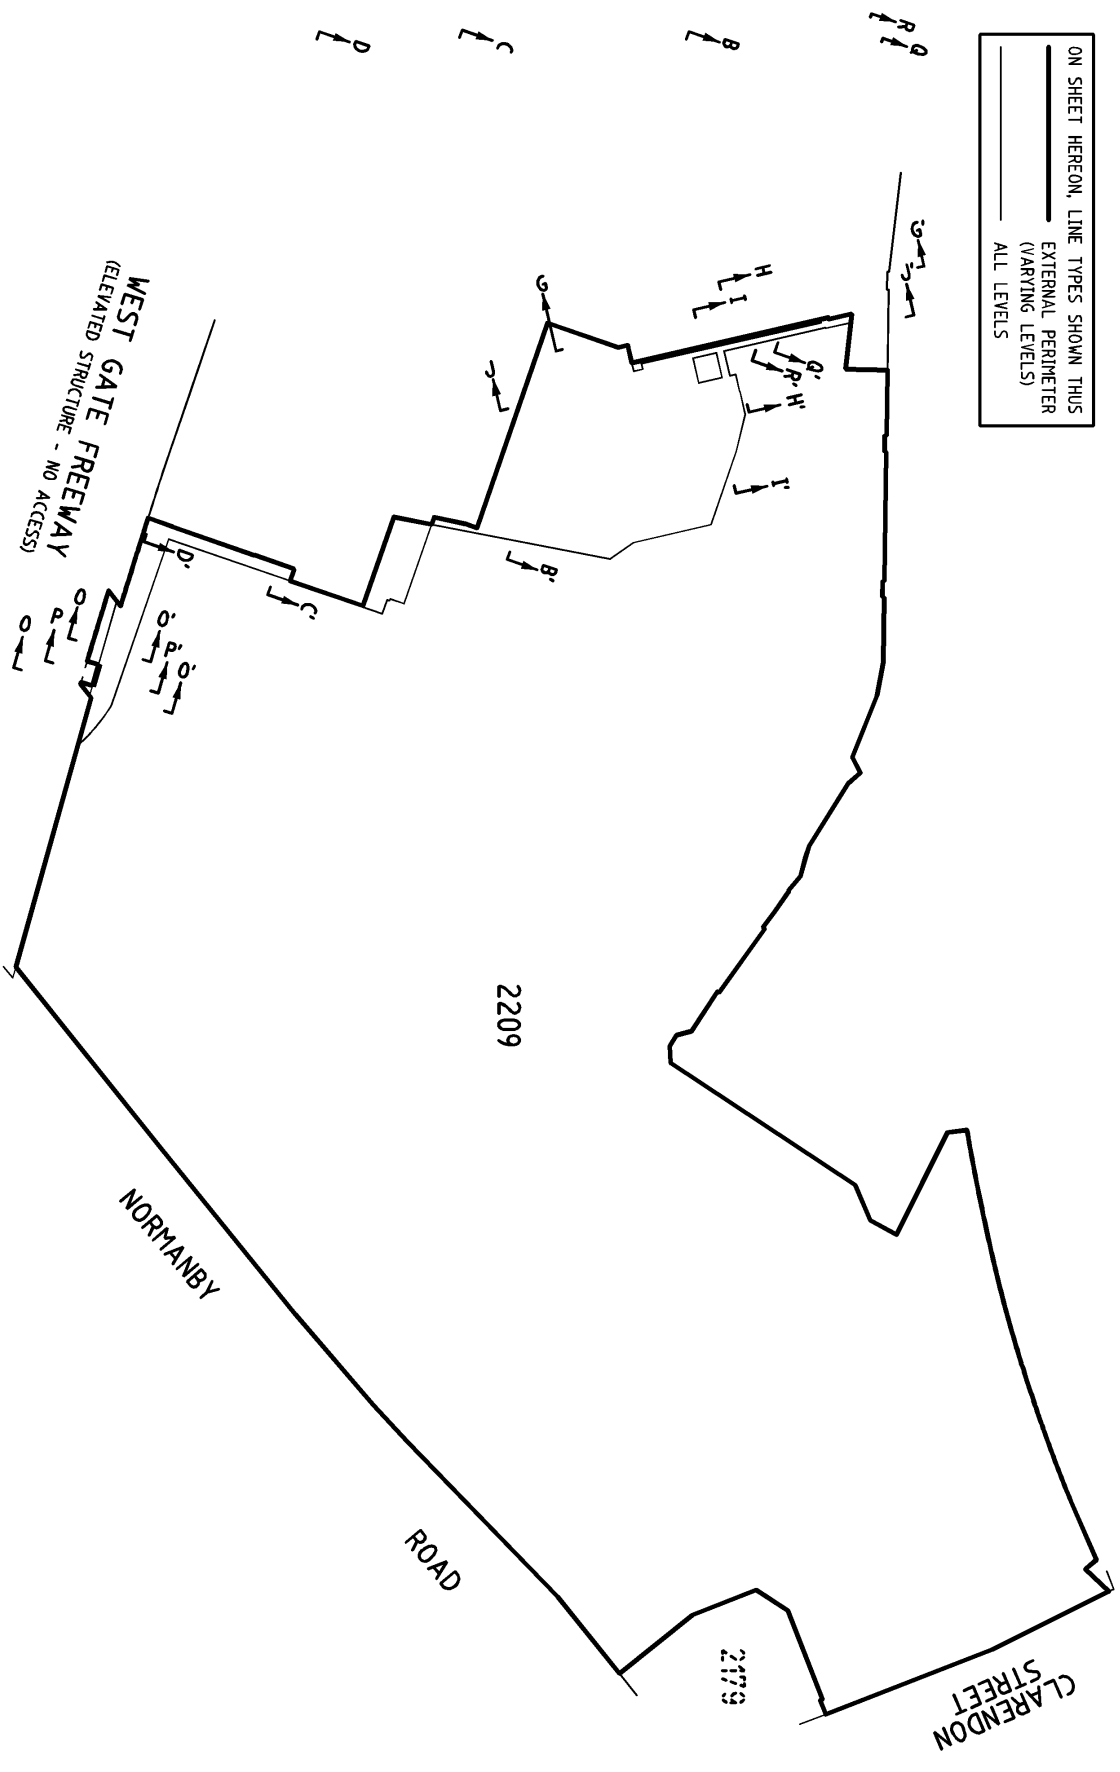 ON SHEET HEREON, LINE TYPES SHOWN THUS
EXTERNAL PERIMETER
(VARYING LEVELS)
ALL LEVELS
R
Q
B
C
D
G'
J'
H
I
G
J
Q'
R'
H'
I'
B'
C'
D'
WEST GATE FREEWAY
(ELEVATED STRUCTURE - NO ACCESS)
O
P
O
O'
P'
O'
2209
NORMANBY
ROAD
2179
CLARENDON
STREET